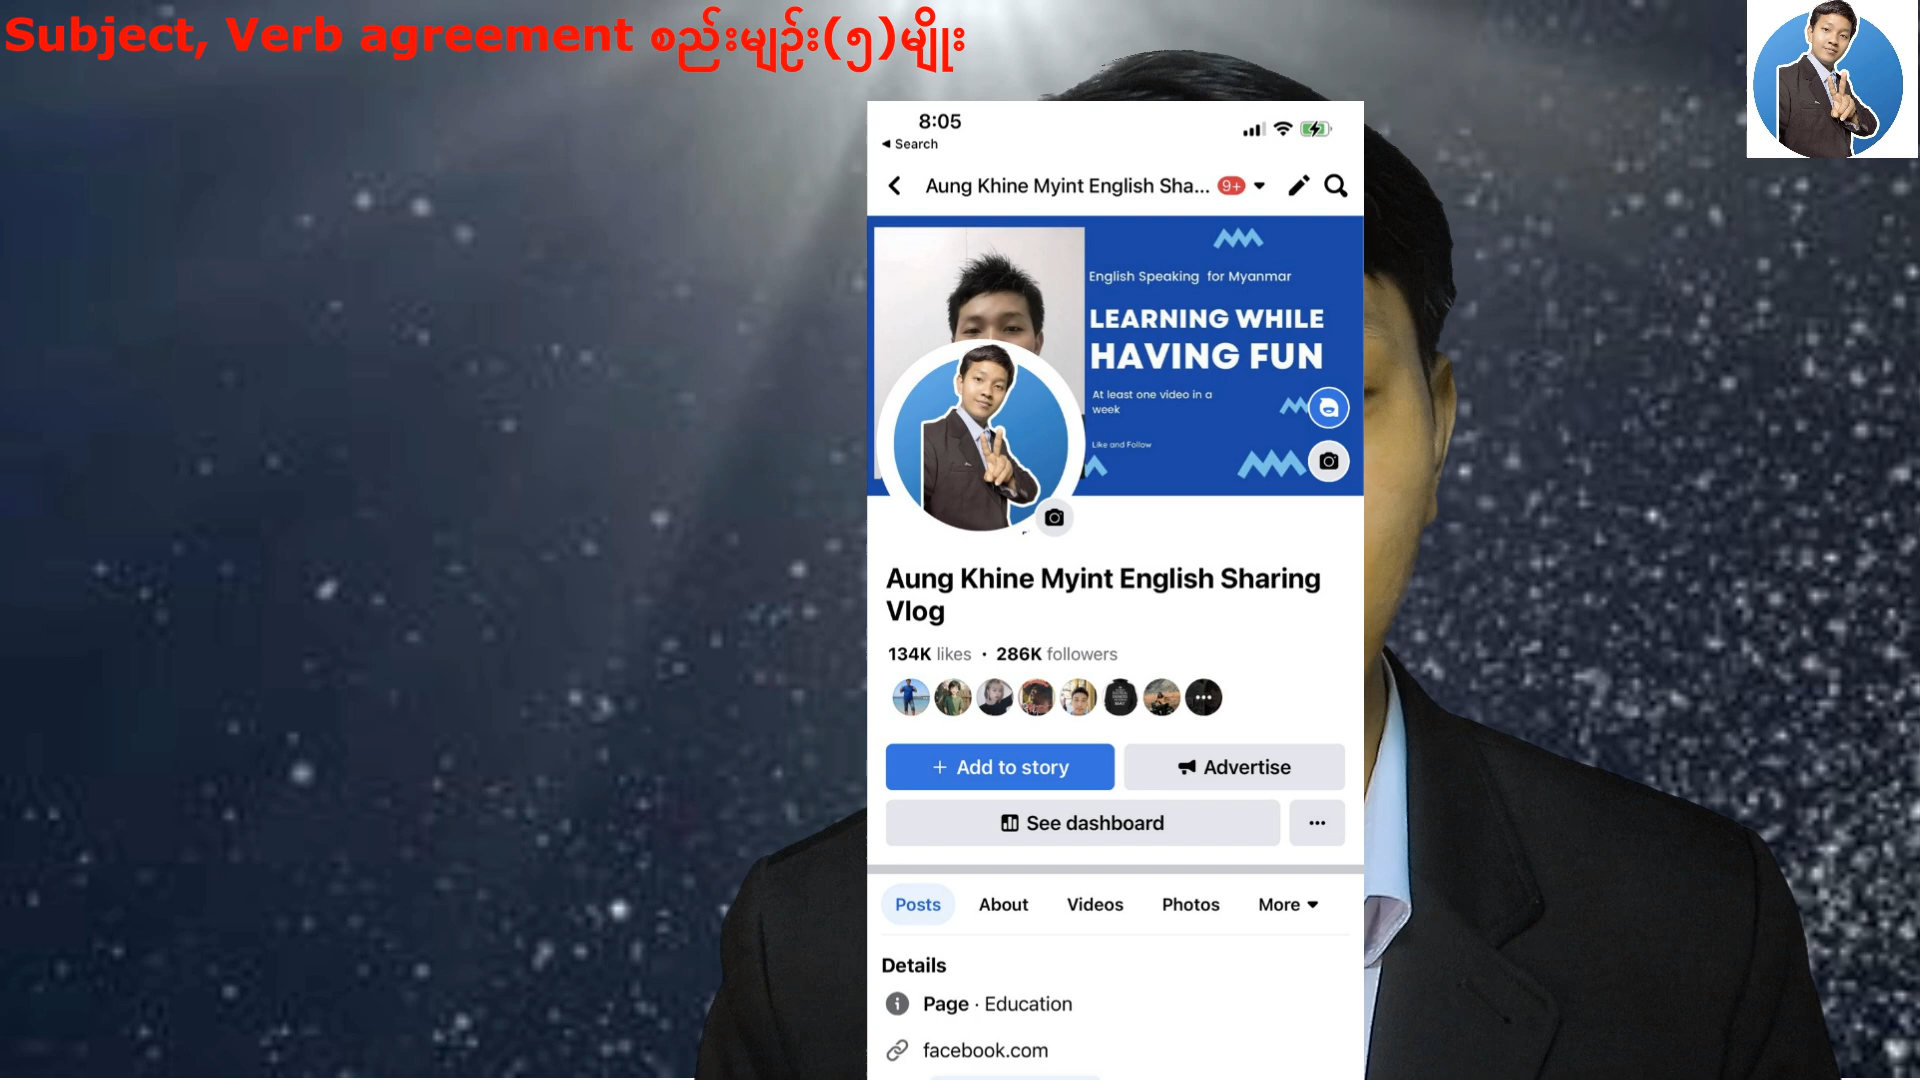 Subject, Verb agreement စည်းမျဉ်း(၅)မျိုး
8:05
Search
Aung Khine Myint English Sha... 9+
English Speaking for Myanmar
LEARNING WHILE
HAVING FUN
At least one video in a
week
Like and Follow
Aung Khine Myint English Sharing
Vlog
134K likes · 286K followers
+ Add to story
Advertise
See dashboard
...
Posts About Videos Photos More
Details
Page · Education
facebook.com